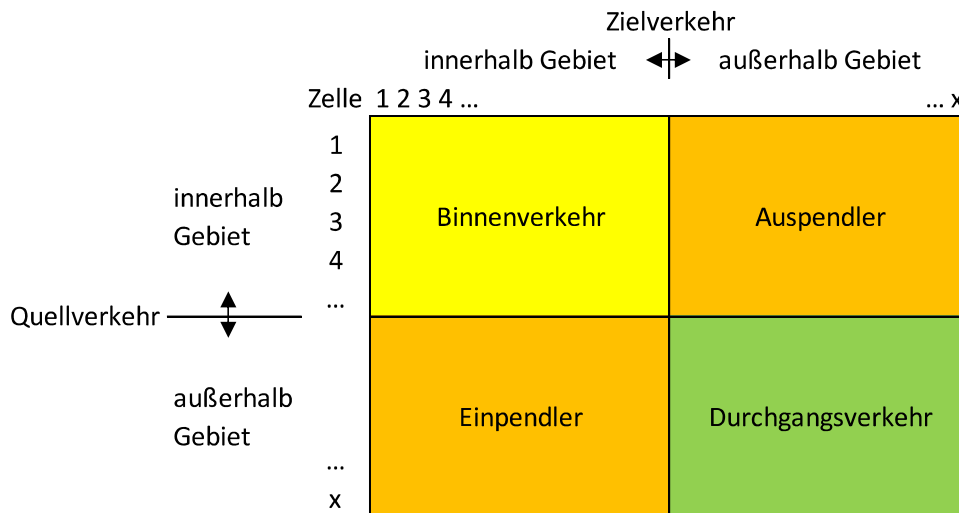 Zielverkehr
innerhalb Gebiet außerhalb Gebiet
Zelle 1 2 3 4 ... ... x
1
2
innerhalb
Gebiet
3
4
...
Binnenverkehr
Auspendler
Quellverkehr
außerhalb
Gebiet
...
x
Einpendler
Durchgangsverkehr